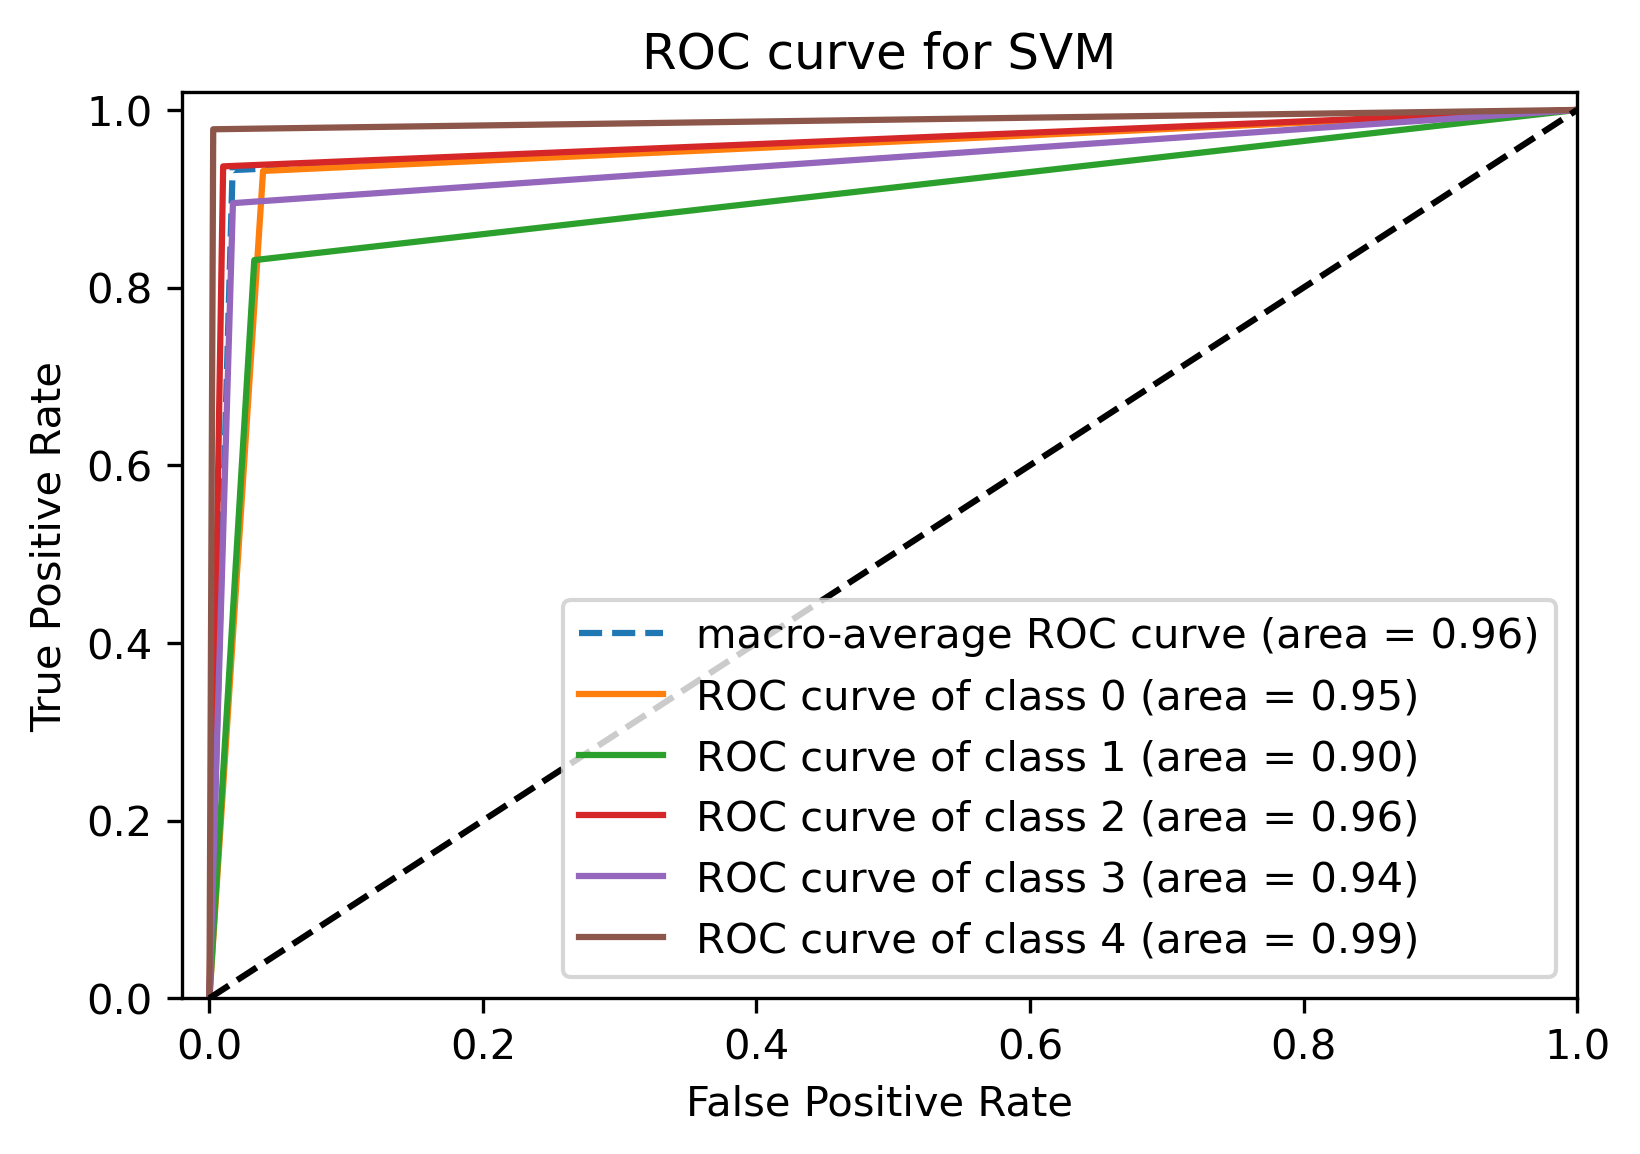 ROC curve for SVM
1.0
0.8
0.6
0.4
0.2
0.0
True Positive Rate
macro-average ROC curve (area = 0.96)
ROC curve of class 0 (area = 0.95)
ROC curve of class 1 (area = 0.90)
ROC curve of class 2 (area = 0.96)
ROC curve of class 3 (area = 0.94)
ROC curve of class 4 (area = 0.99)
0.0 0.2 0.4 0.6 0.8 1.0
False Positive Rate